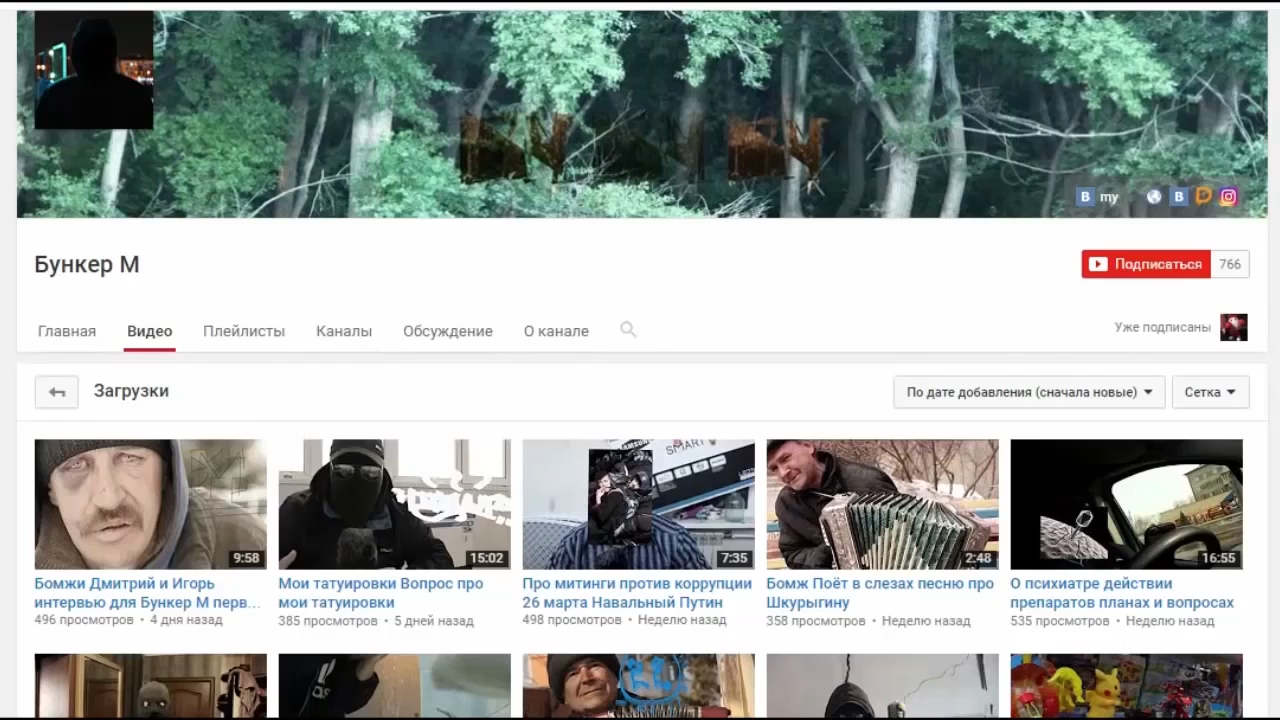 В my В
Бункер М
Подписаться 766
Главная Видео Плейлисты Каналы Обсуждение О канале
Уже подписаны
Загрузки
По дате добавления (сначала новые) Сетка
SMART
9:58 15:02 7:35 2:48 16:55
Бомжи Дмитрий и Игорь
интервью для Бункер М перв...
496 просмотров • 4 дня назад
Мои татуировки Вопрос про
мои татуировки
385 просмотров • 5 дней назад
Про митинги против коррупции
26 марта Навальный Путин
498 просмотров • Неделю назад
Бомж Поёт в слезах песню про
Шкурыгину
358 просмотров • Неделю назад
О психиатре действии
препаратов планах и вопросах
535 просмотров • Неделю назад